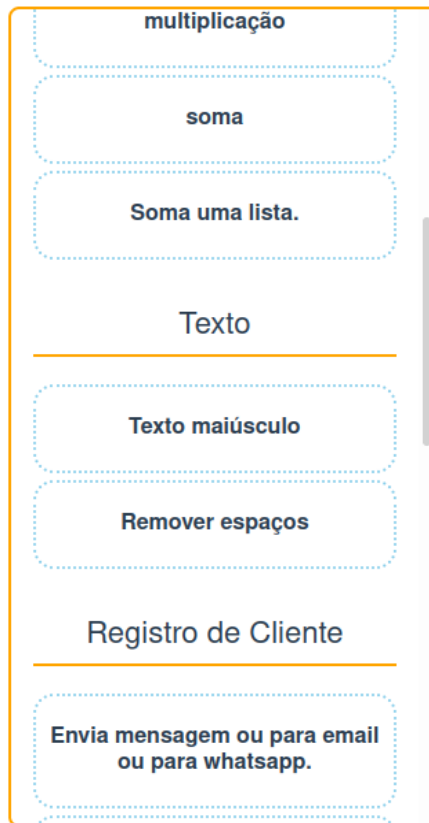 multiplicação
soma
Soma uma lista.
Texto
Texto maiúsculo
Remover espaços
Registro de Cliente
Envia mensagem ou para email
ou para whatsapp.